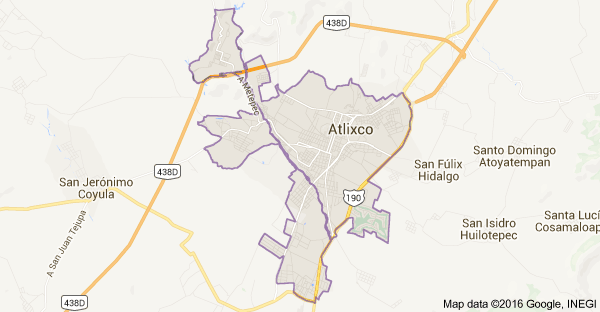 438D
A Metepec
Atlixco
Santo Domingo
Atoyatempan
San Félix
Hidalgo
438D
San Jerónimo
Coyula
190
A San Juan Tejupa
San Isidro
Huilotepec
Santa Lucí
Cosamaloap
438D
Map data ©2016 Google, INEGI